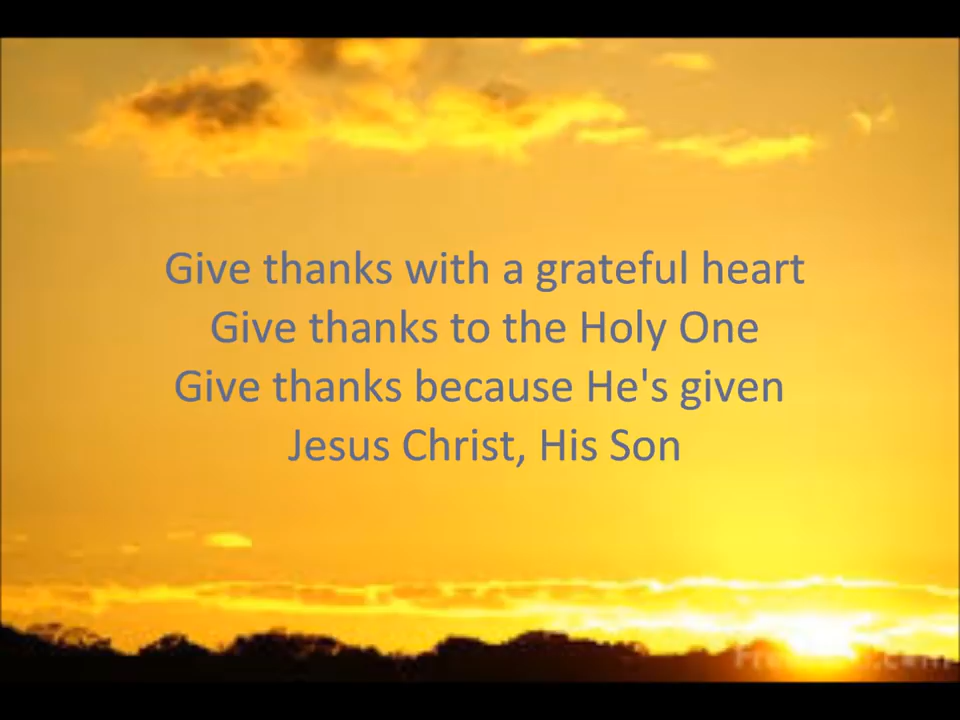 Give thanks with a grateful heart
Give thanks to the Holy One
Give thanks because He's given
Jesus Christ, His Son